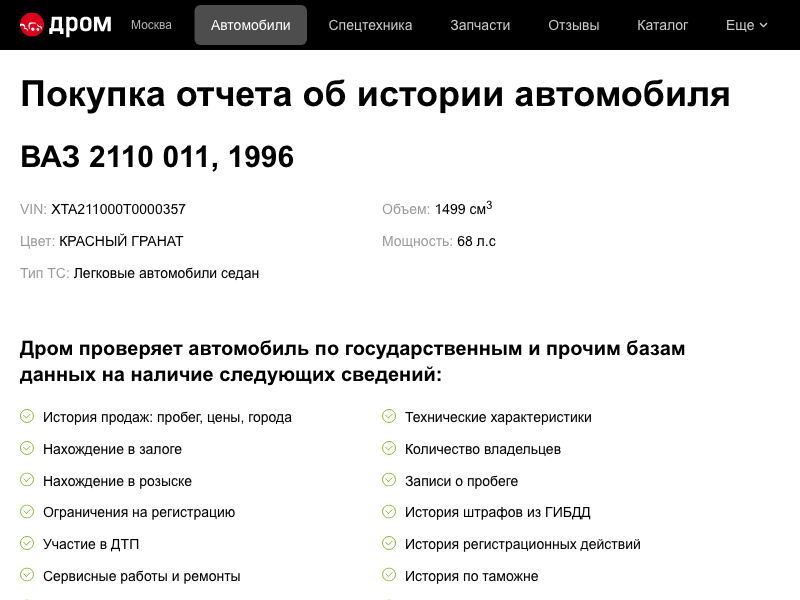 дром Москва Автомобили Спецтехника Запчасти Отзывы Каталог Еще
Покупка отчета об истории автомобиля
ВАЗ 2110 011, 1996
VIN: XTA211000T0000357 Объем: 1499 см³
Цвет: КРАСНЫЙ ГРАНАТ Мощность: 68 л.с
Тип ТС: Легковые автомобили седан
Дром проверяет автомобиль по государственным и прочим базам
данных на наличие следующих сведений:
История продаж: пробег, цены, города Технические характеристики
Нахождение в залоге Количество владельцев
Нахождение в розыске Записи о пробеге
Ограничения на регистрацию История штрафов из ГИБДД
Участие в ДТП История регистрационных действий
Сервисные работы и ремонты История по таможне